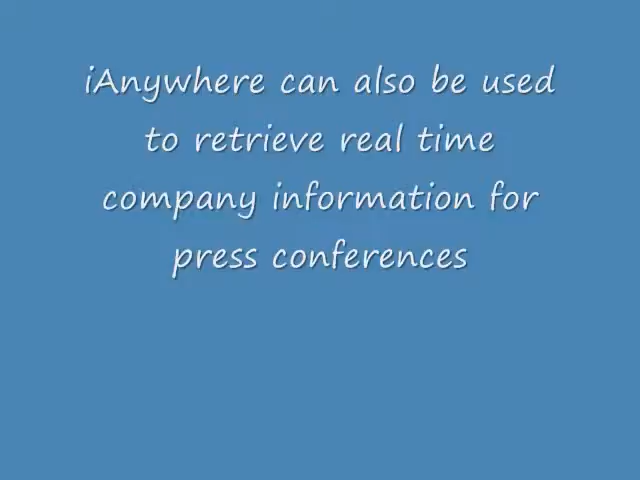 iAnywhere can also be used
to retrieve real time
company information for
press conferences